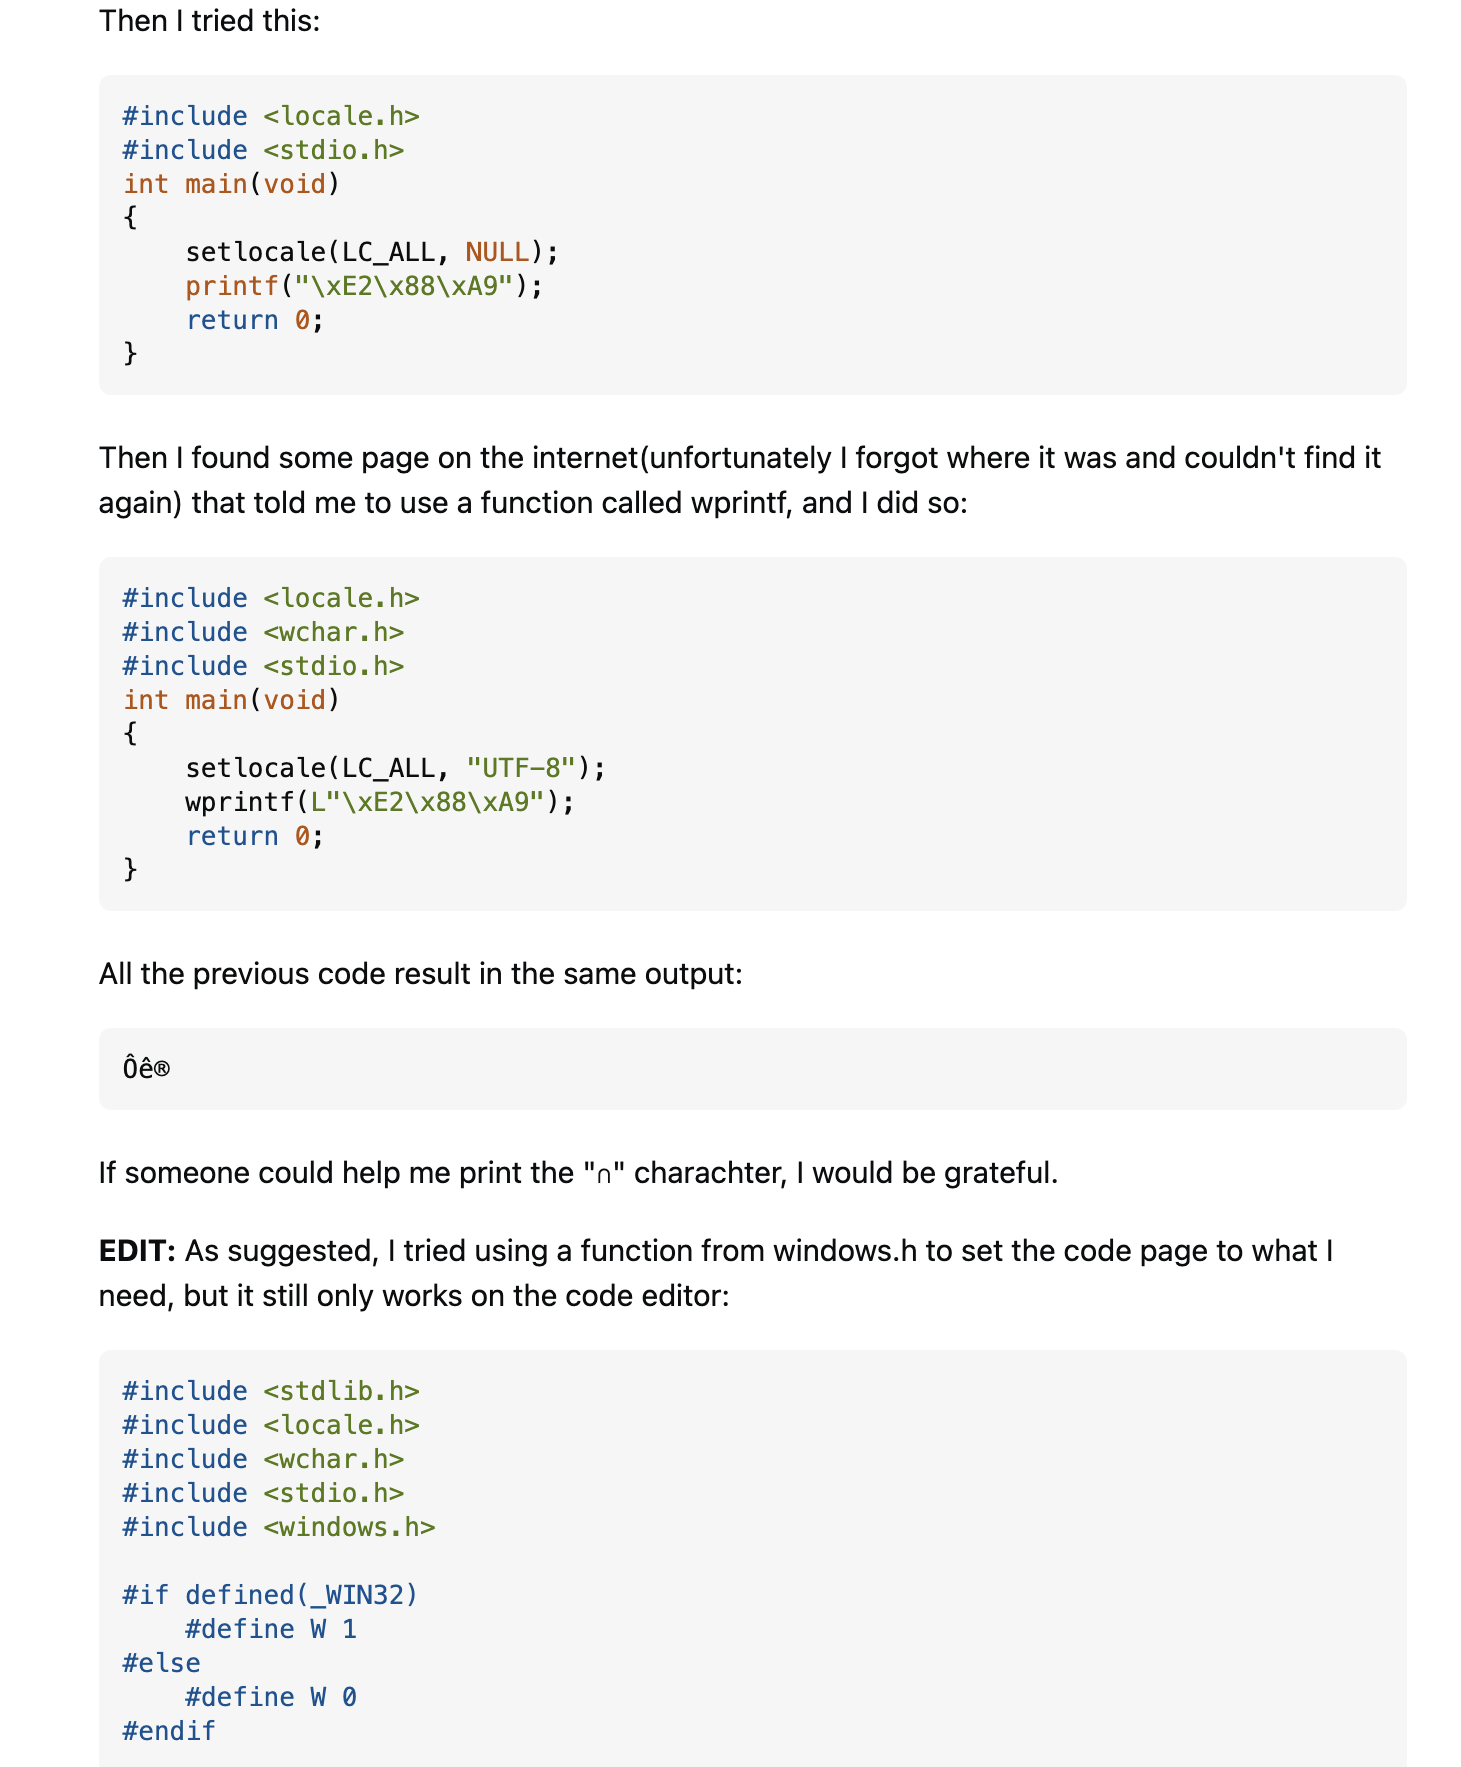 Then I tried this:
#include <locale.h>
#include <stdio.h>
int main(void)
{
    setlocale(LC_ALL, NULL);
    printf("\xE2\x88\xA9");
    return 0;
}
Then I found some page on the internet(unfortunately I forgot where it was and couldn't find it
again) that told me to use a function called wprintf, and I did so:
#include <locale.h>
#include <wchar.h>
#include <stdio.h>
int main(void)
{
    setlocale(LC_ALL, "UTF-8");
    wprintf(L"\xE2\x88\xA9");
    return 0;
}
All the previous code result in the same output:
Ôê®
If someone could help me print the "∩" charachter, I would be grateful.
EDIT: As suggested, I tried using a function from windows.h to set the code page to what I
need, but it still only works on the code editor:
#include <stdlib.h>
#include <locale.h>
#include <wchar.h>
#include <stdio.h>
#include <windows.h>
#if defined(_WIN32)
    #define W 1
#else
    #define W 0
#endif